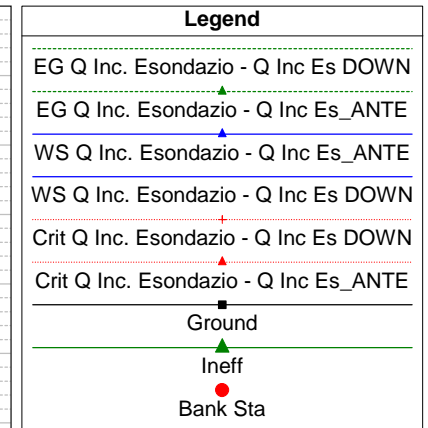 Legend
EG Q Inc. Esondazio - Q Inc Es DOWN
EG Q Inc. Esondazio - Q Inc Es_ANTE
WS Q Inc. Esondazio - Q Inc Es_ANTE
WS Q Inc. Esondazio - Q Inc Es DOWN
Crit Q Inc. Esondazio - Q Inc Es DOWN
Crit Q Inc. Esondazio - Q Inc Es_ANTE
Ground
Ineff
Bank Sta